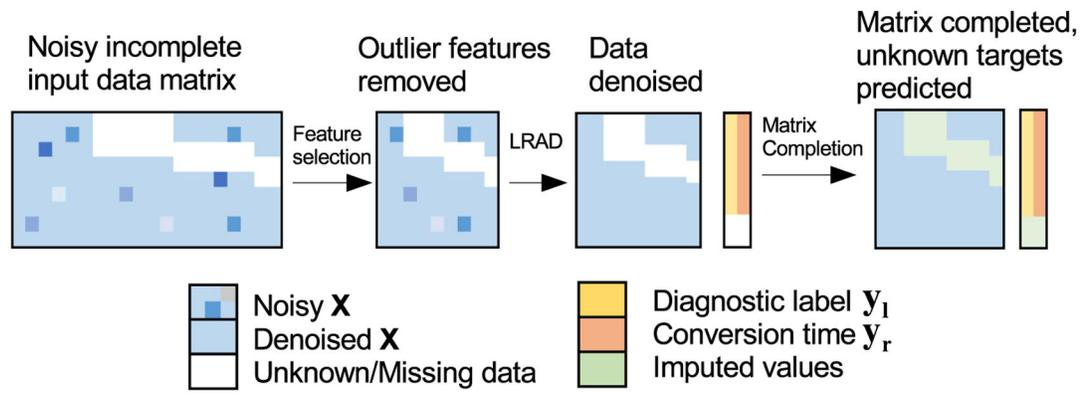 Noisy incomplete
input data matrix
Outlier features
removed
Data
denoised
Matrix completed,
unknown targets
predicted
Feature
selection
LRAD
Matrix
Completion
Noisy X
Denoised X
Unknown/Missing data
Diagnostic label y_l
Conversion time y_r
Imputed values